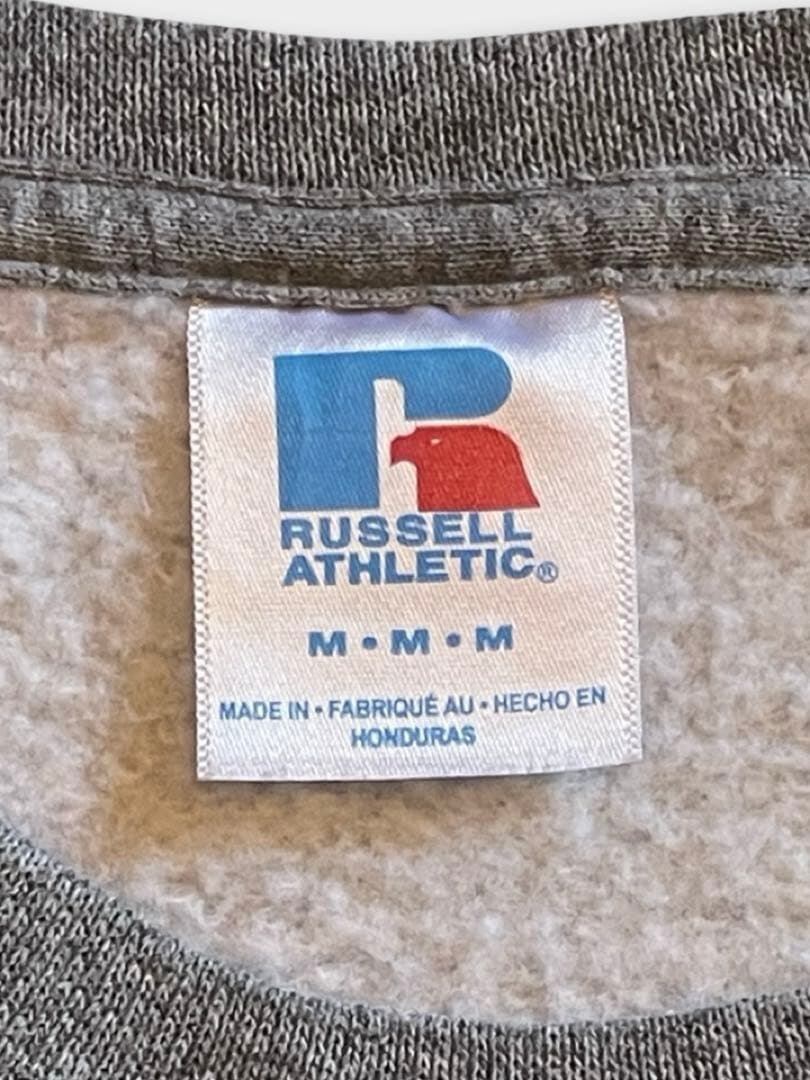 RUSSELL
ATHLETIC®
M • M • M
MADE IN • FABRIQUÉ AU • HECHO EN
HONDURAS